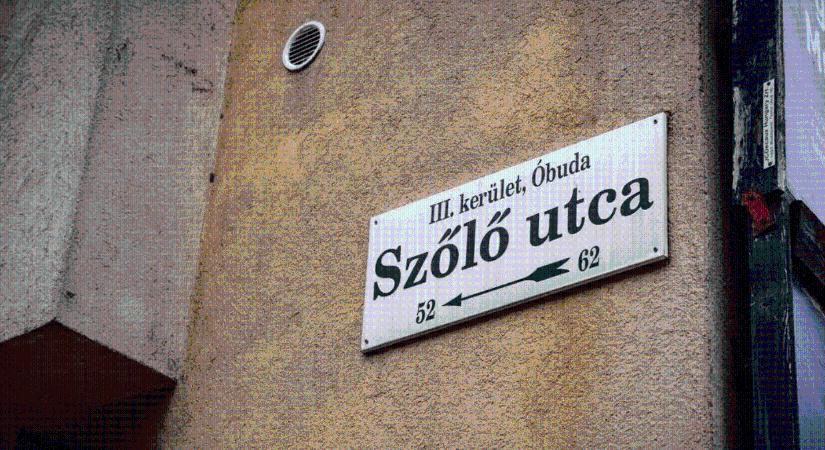 III. kerület, Óbuda
Szőlő utca
52 62